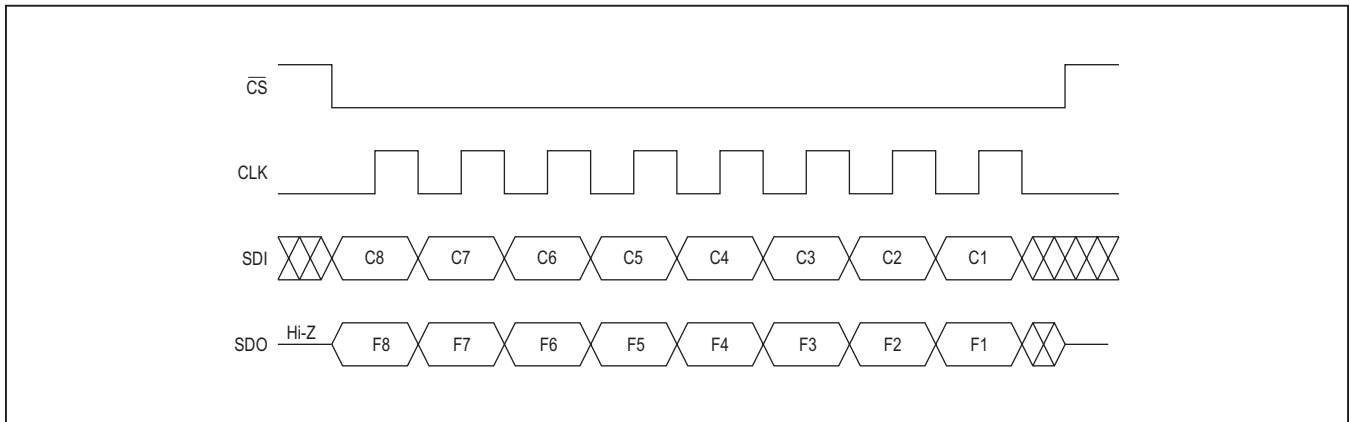 C̅S̅
CLK
SDI C8 C7 C6 C5 C4 C3 C2 C1
SDO Hi-Z F8 F7 F6 F5 F4 F3 F2 F1